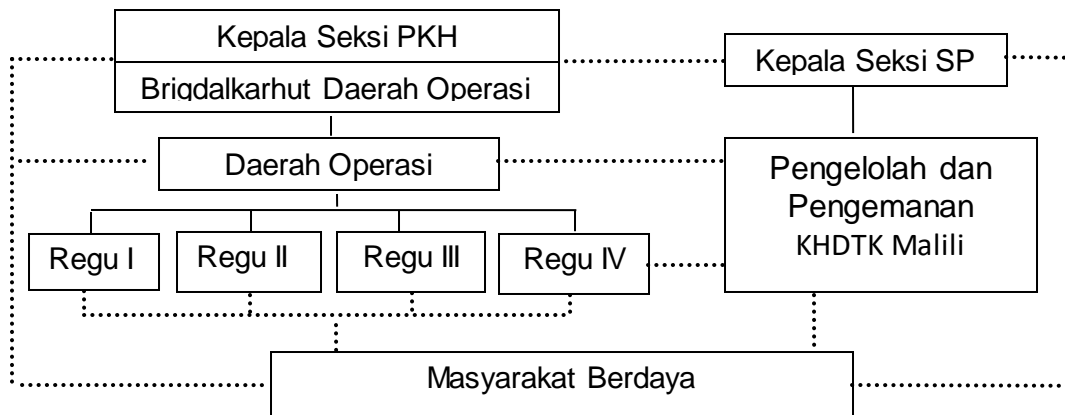 Kepala Seksi PKH
Brigdalkarhut Daerah Operasi
Kepala Seksi SP
Daerah Operasi
Pengelolah dan
Pengemanan
KHDTK Malili
Regu I
Regu II
Regu III
Regu IV
Masyarakat Berdaya